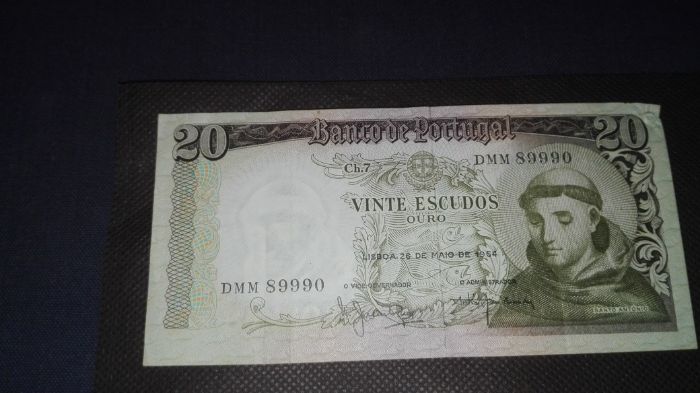 20 Banco de Portugal 20
Ch.7 DMM 89990
VINTE ESCUDOS
OURO
LISBOA, 26 DE MAIO DE 1964
DMM 89990
O VICE-GOVERNADOR O ADMINISTRADOR
SANTO ANTÓNIO